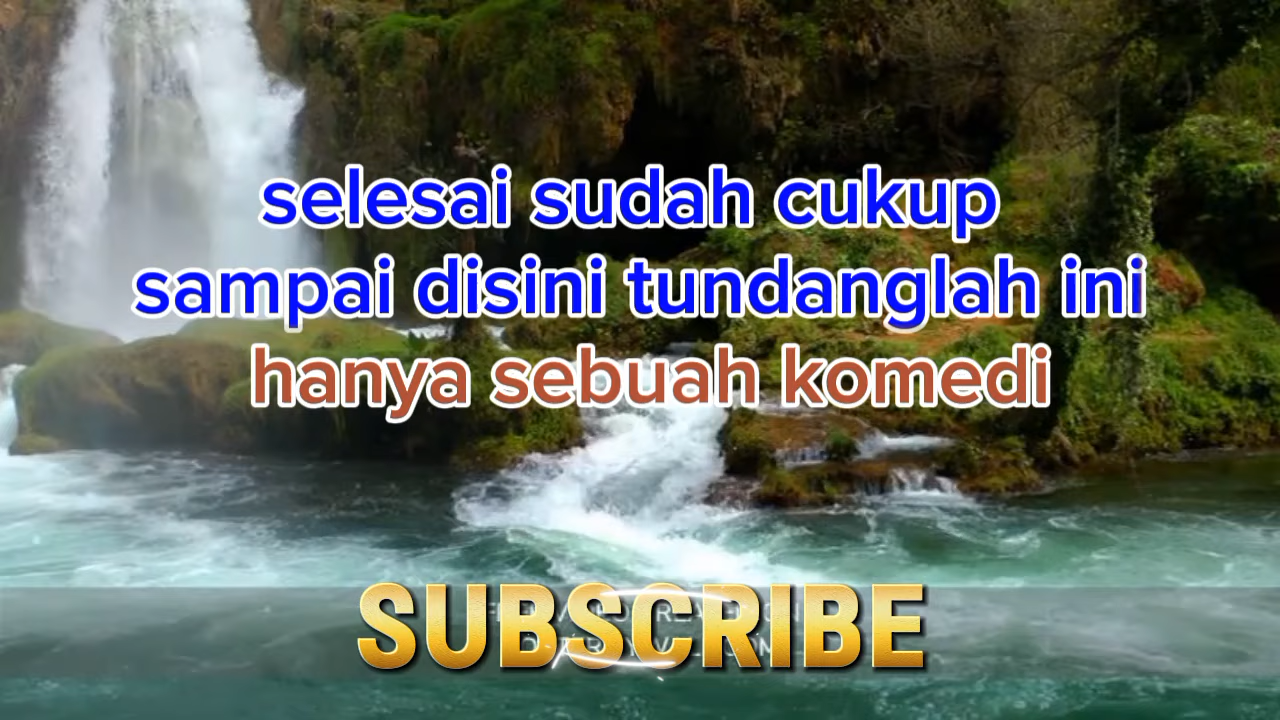 selesai sudah cukup
sampai disini tundanglah ini
hanya sebuah komedi
SUBSCRIBE